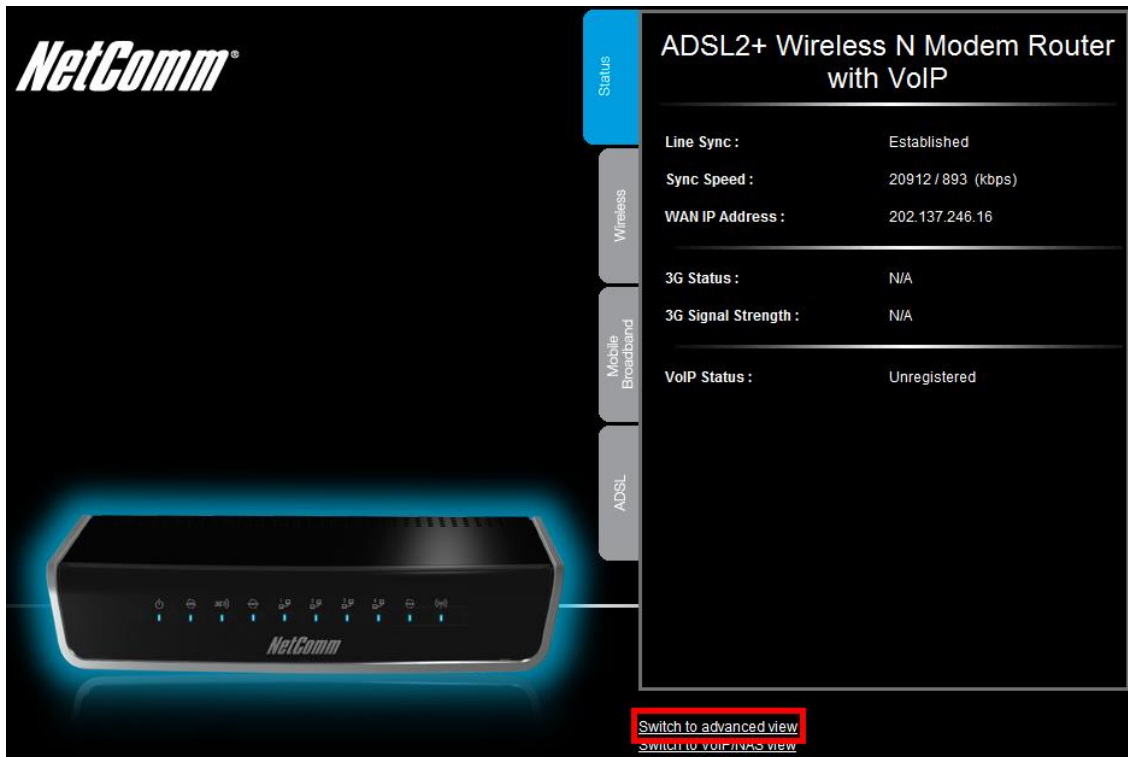 NetComm®
Status
Wireless
Mobile
Broadband
ADSL
ADSL2+ Wireless N Modem Router
with VoIP
Line Sync : Established
Sync Speed : 20912 / 893 (kbps)
WAN IP Address : 202.137.246.16
3G Status : N/A
3G Signal Strength : N/A
VoIP Status : Unregistered
NetComm
Switch to advanced view
Switch to VoIP/NAS view